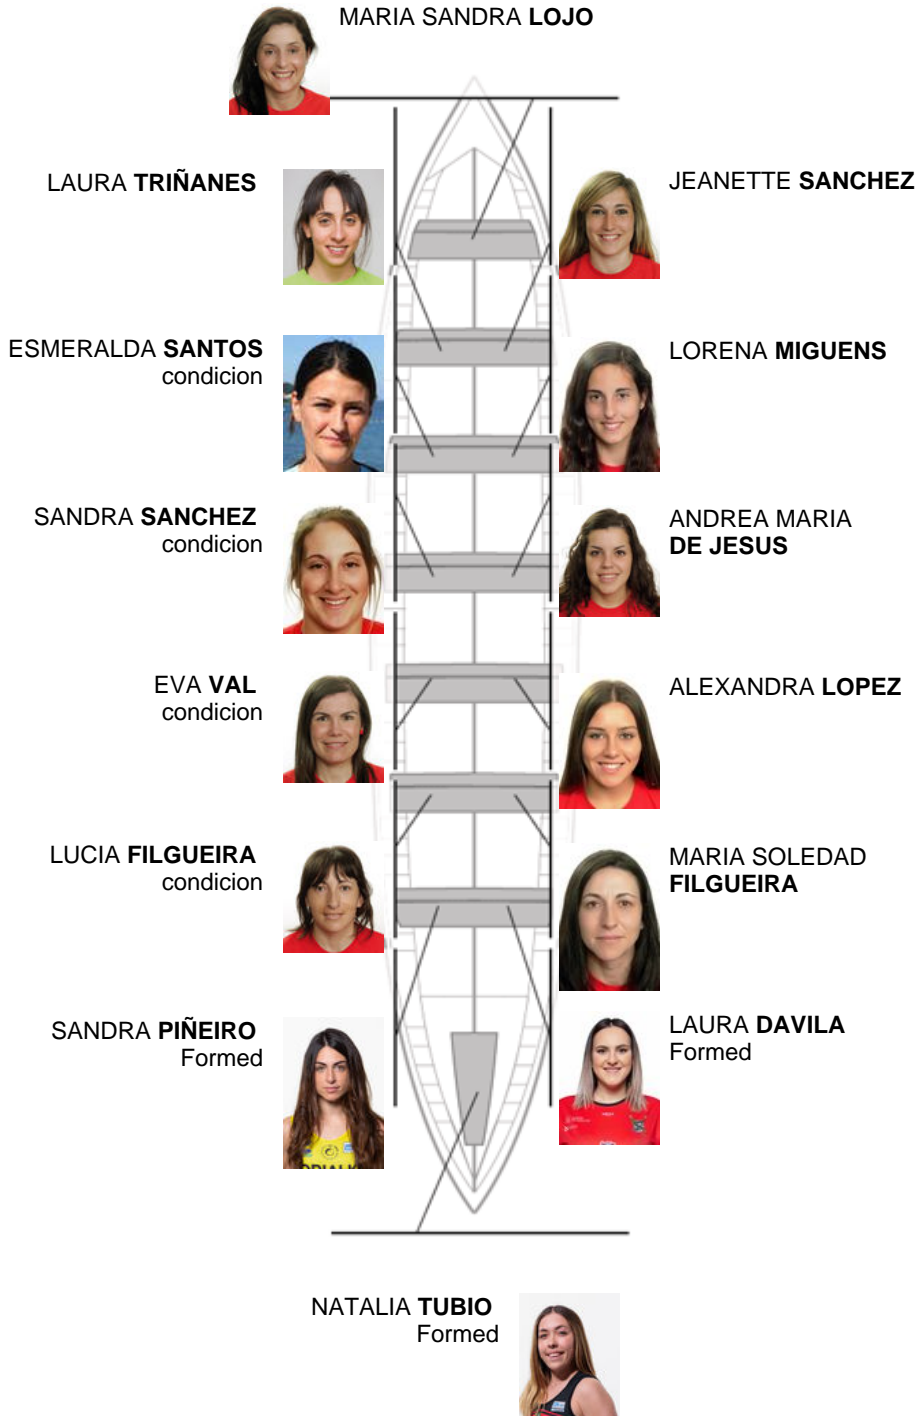 MARIA SANDRA LOJO
LAURA TRIÑANES
JEANETTE SANCHEZ
ESMERALDA SANTOS
condicion
LORENA MIGUENS
SANDRA SANCHEZ
condicion
ANDREA MARIA
DE JESUS
EVA VAL
condicion
ALEXANDRA LOPEZ
LUCIA FILGUEIRA
condicion
MARIA SOLEDAD
FILGUEIRA
SANDRA PIÑEIRO
Formed
LAURA DAVILA
Formed
NATALIA TUBIO
Formed